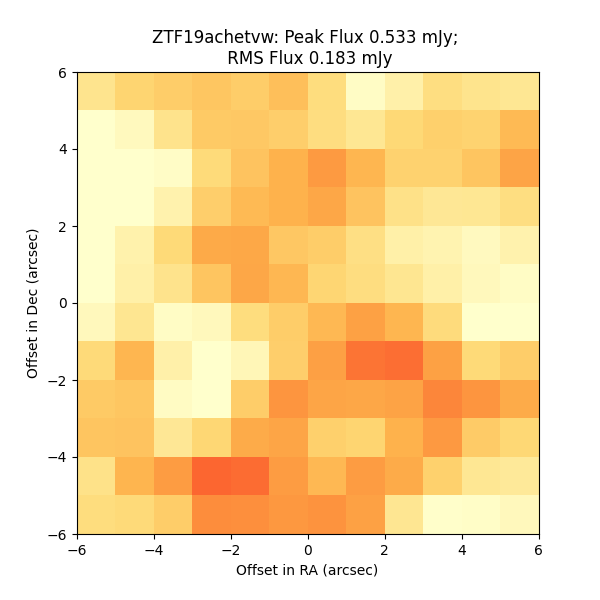 ZTF19achetvw: Peak Flux 0.533 mJy;
RMS Flux 0.183 mJy
6
4
2
0
−2
−4
−6
Offset in Dec (arcsec)
−6 −4 −2 0 2 4 6
Offset in RA (arcsec)